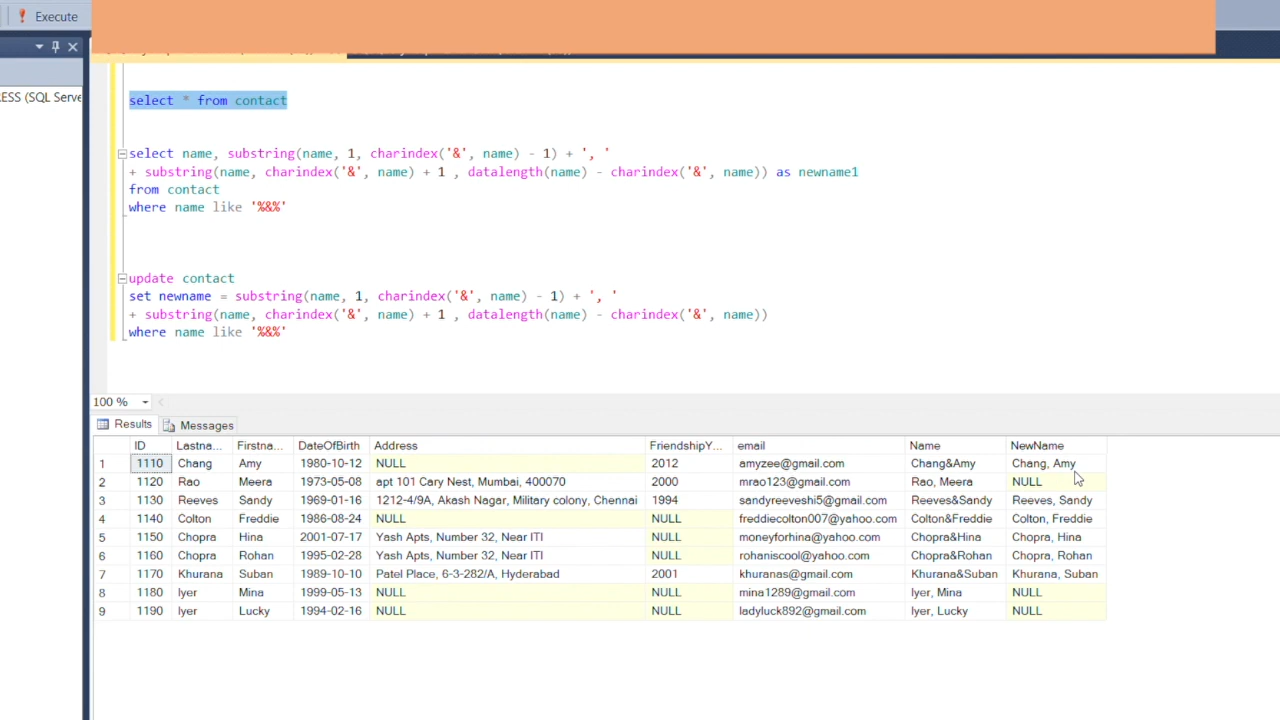 Execute
ESS (SQL Serve
select * from contact
select name, substring(name, 1, charindex('&', name) - 1) + ', '
+ substring(name, charindex('&', name) + 1 , datalength(name) - charindex('&', name)) as newname1
from contact
where name like '%&%'
update contact
set newname = substring(name, 1, charindex('&', name) - 1) + ', '
+ substring(name, charindex('&', name) + 1 , datalength(name) - charindex('&', name))
where name like '%&%'
100 %
Results Messages
ID Lastna... Firstna... DateOfBirth Address FriendshipY... email Name NewName
1 1110 Chang Amy 1980-10-12 NULL 2012 amyzee@gmail.com Chang&Amy Chang, Amy
2 1120 Rao Meera 1973-05-08 apt 101 Cary Nest, Mumbai, 400070 2000 mrao123@gmail.com Rao, Meera NULL
3 1130 Reeves Sandy 1969-01-16 1212-4/9A, Akash Nagar, Military colony, Chennai 1994 sandyreeveshi5@gmail.com Reeves&Sandy Reeves, Sandy
4 1140 Colton Freddie 1986-08-24 NULL NULL freddiecolton007@yahoo.com Colton&Freddie Colton, Freddie
5 1150 Chopra Hina 2001-07-17 Yash Apts, Number 32, Near ITI NULL moneyforhina@yahoo.com Chopra&Hina Chopra, Hina
6 1160 Chopra Rohan 1995-02-28 Yash Apts, Number 32, Near ITI NULL rohaniscool@yahoo.com Chopra&Rohan Chopra, Rohan
7 1170 Khurana Suban 1989-10-10 Patel Place, 6-3-282/A, Hyderabad 2001 khuranas@gmail.com Khurana&Suban Khurana, Suban
8 1180 Iyer Mina 1999-05-13 NULL NULL mina1289@gmail.com Iyer, Mina NULL
9 1190 Iyer Lucky 1994-02-16 NULL NULL ladyluck892@gmail.com Iyer, Lucky NULL